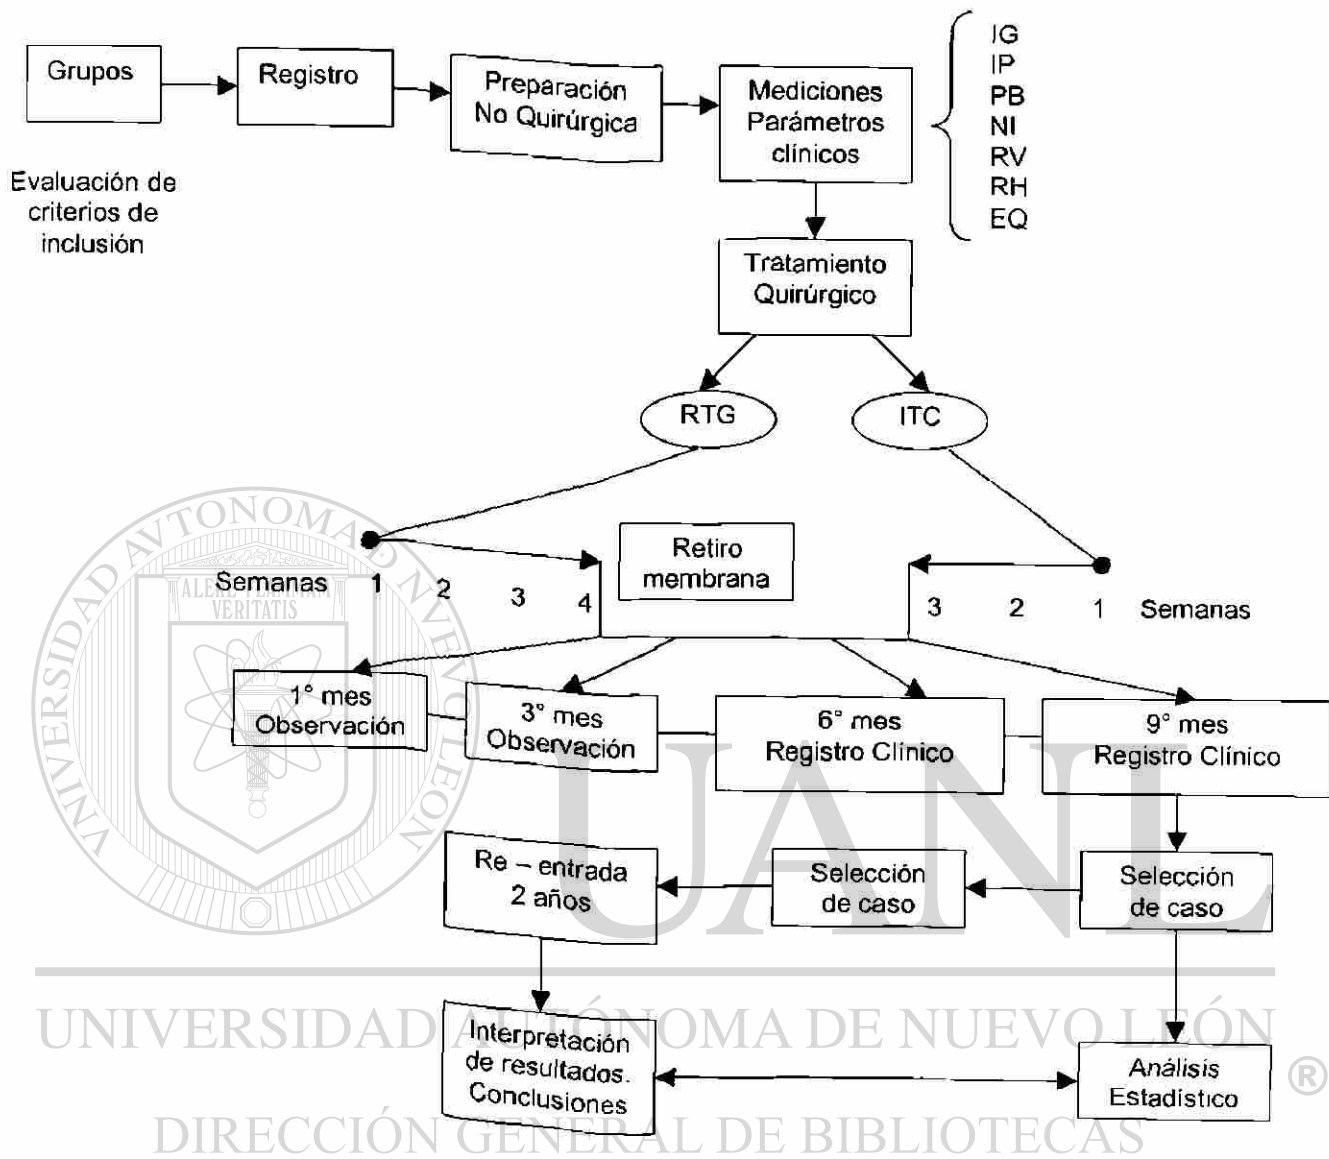 Grupos
Registro
Preparación
No Quirúrgica
Mediciones
Parámetros
clínicos
IG
IP
PB
NI
RV
RH
EQ
Evaluación de
criterios de
inclusión
Tratamiento
Quirúrgico
RTG
ITC
Retiro
membrana
Semanas 1 2 3 4
3 2 1 Semanas
1° mes
Observación
3° mes
Observación
6° mes
Registro Clínico
9° mes
Registro Clínico
Re – entrada
2 años
Selección
de caso
Selección
de caso
Interpretación
de resultados.
Conclusiones
Análisis
Estadístico
UNIVERSIDAD AUTÓNOMA DE NUEVO LEÓN
®
DIRECCIÓN GENERAL DE BIBLIOTECAS
UANL
VNIVERSIDAD AVTONOMA D NVEVO LEON
ALERE FLAMMAM
VERITATIS